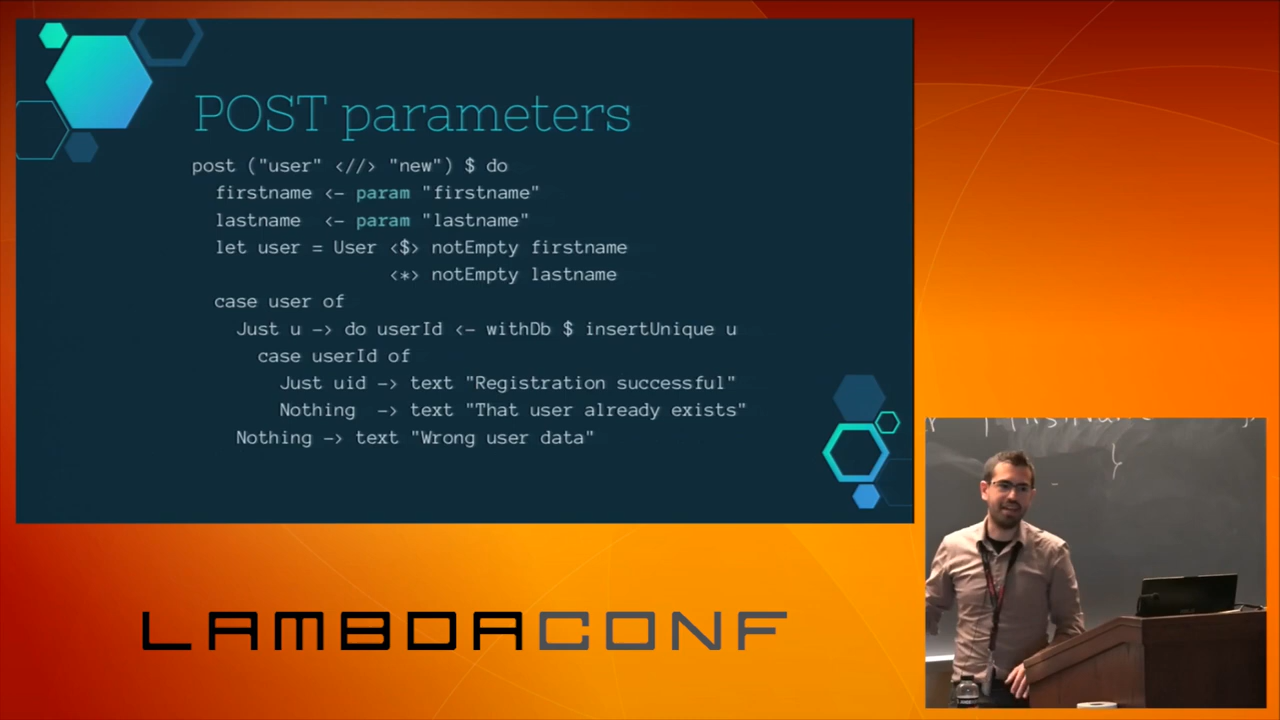 POST parameters
post ("user" <//> "new") $ do
  firstname <- param "firstname"
  lastname  <- param "lastname"
  let user = User <$> notEmpty firstname
                  <*> notEmpty lastname
  case user of
    Just u -> do userId <- withDb $ insertUnique u
      case userId of
        Just uid -> text "Registration successful"
        Nothing  -> text "That user already exists"
    Nothing -> text "Wrong user data"
firstname
}
LAMBDACONF